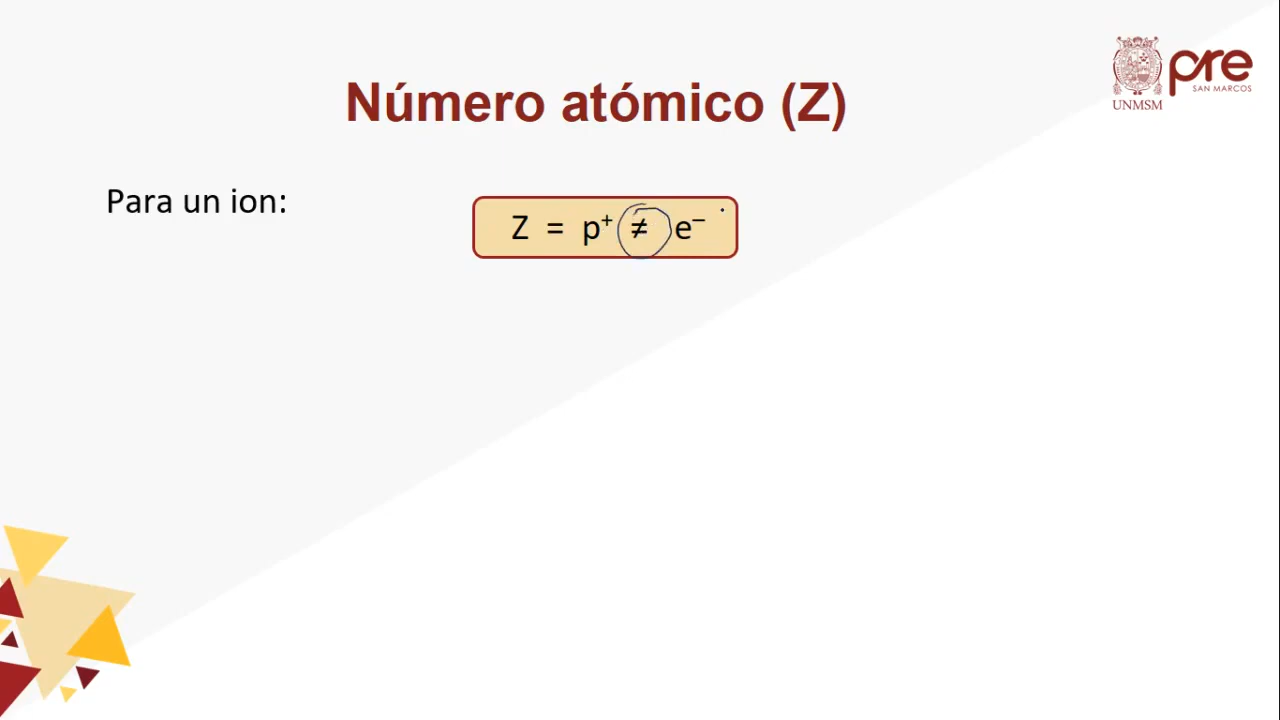 pre
SAN MARCOS
UNMSM
Número atómico (Z)
Para un ion:
Z = p⁺ ≠ e⁻